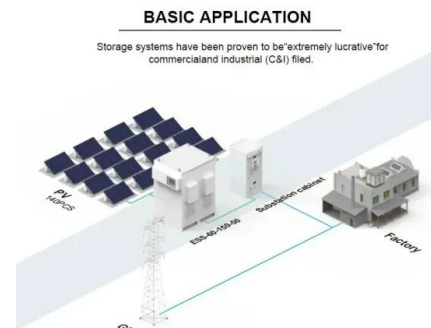 BASIC APPLICATION
Storage systems have been proven to be"extremely lucrative"for
commercialand industrial (C&I) filed.
PV
140PCS
ESS-60-150-50
Substation cabinet
Factory